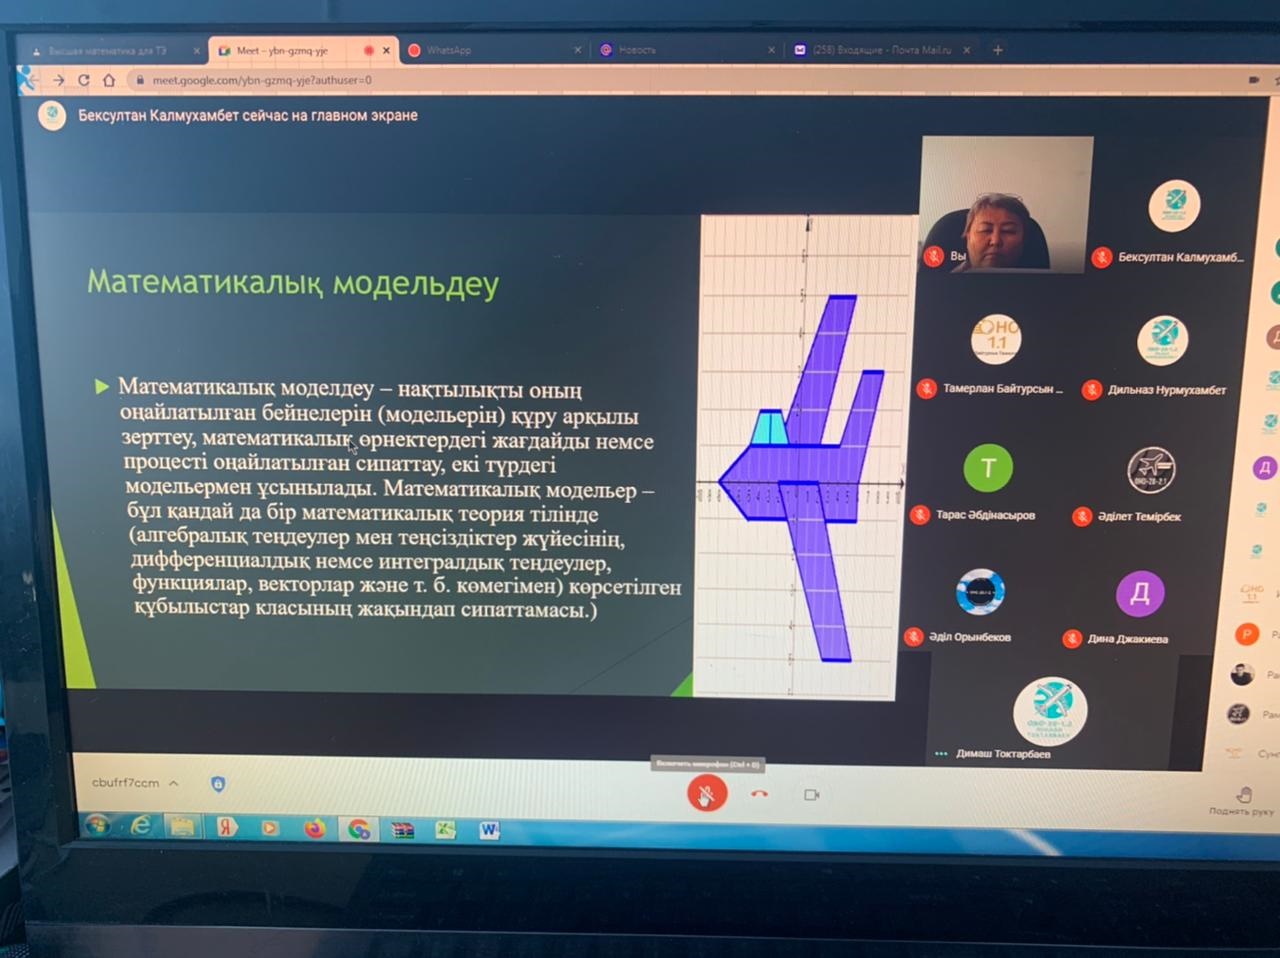 Высшая математика для ТЭ
Meet – ybn-gzmq-yje
WhatsApp
Новость
(258) Входящие - Почта Mail.ru
meet.google.com/ybn-gzmq-yje?authuser=0
Бексултан Калмухамбет сейчас на главном экране
Математикалық модельдеу
Математикалық моделдеу – нақтылықты оның
оңайлатылған бейнелерін (модельерін) құру арқылы
зерттеу, математикалық өрнектердегі жағдайды немсе
процесті оңайлатылған сипаттау, екі түрдегі
модельермен ұсынылады. Математикалық модельер –
бұл қандай да бір математикалық теория тілінде
(алгебралық теңдеулер мен теңсіздіктер жүйесінің,
дифференциалдық немсе интегралдық теңдеулер,
функциялар, векторлар және т. б. көмегімен) көрсетілген
құбылыстар класының жақындап сипаттамасы.)
Вы
Бексултан Калмухамб...
ОНО
1.1
Тамерлан Байтурсын ...
Дильназ Нурмухамбет
Т
Тарас Әбдінасыров
Әділет Темірбек
Әділ Орынбеков
Д
Дина Джакиева
Димаш Токтарбаев
Д
Р
cbufrf7ccm
Включить микрофон (Ctrl + D)
Поднять руку